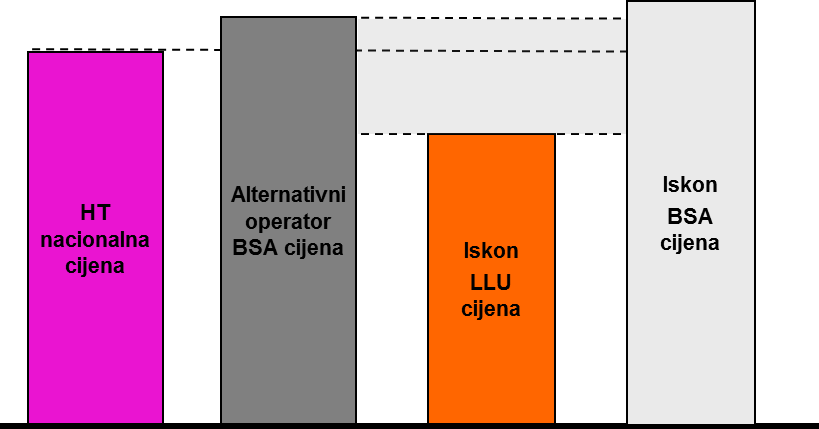 HT
nacionalna
cijena
Alternativni
operator
BSA cijena
Iskon
LLU
cijena
Iskon
BSA
cijena